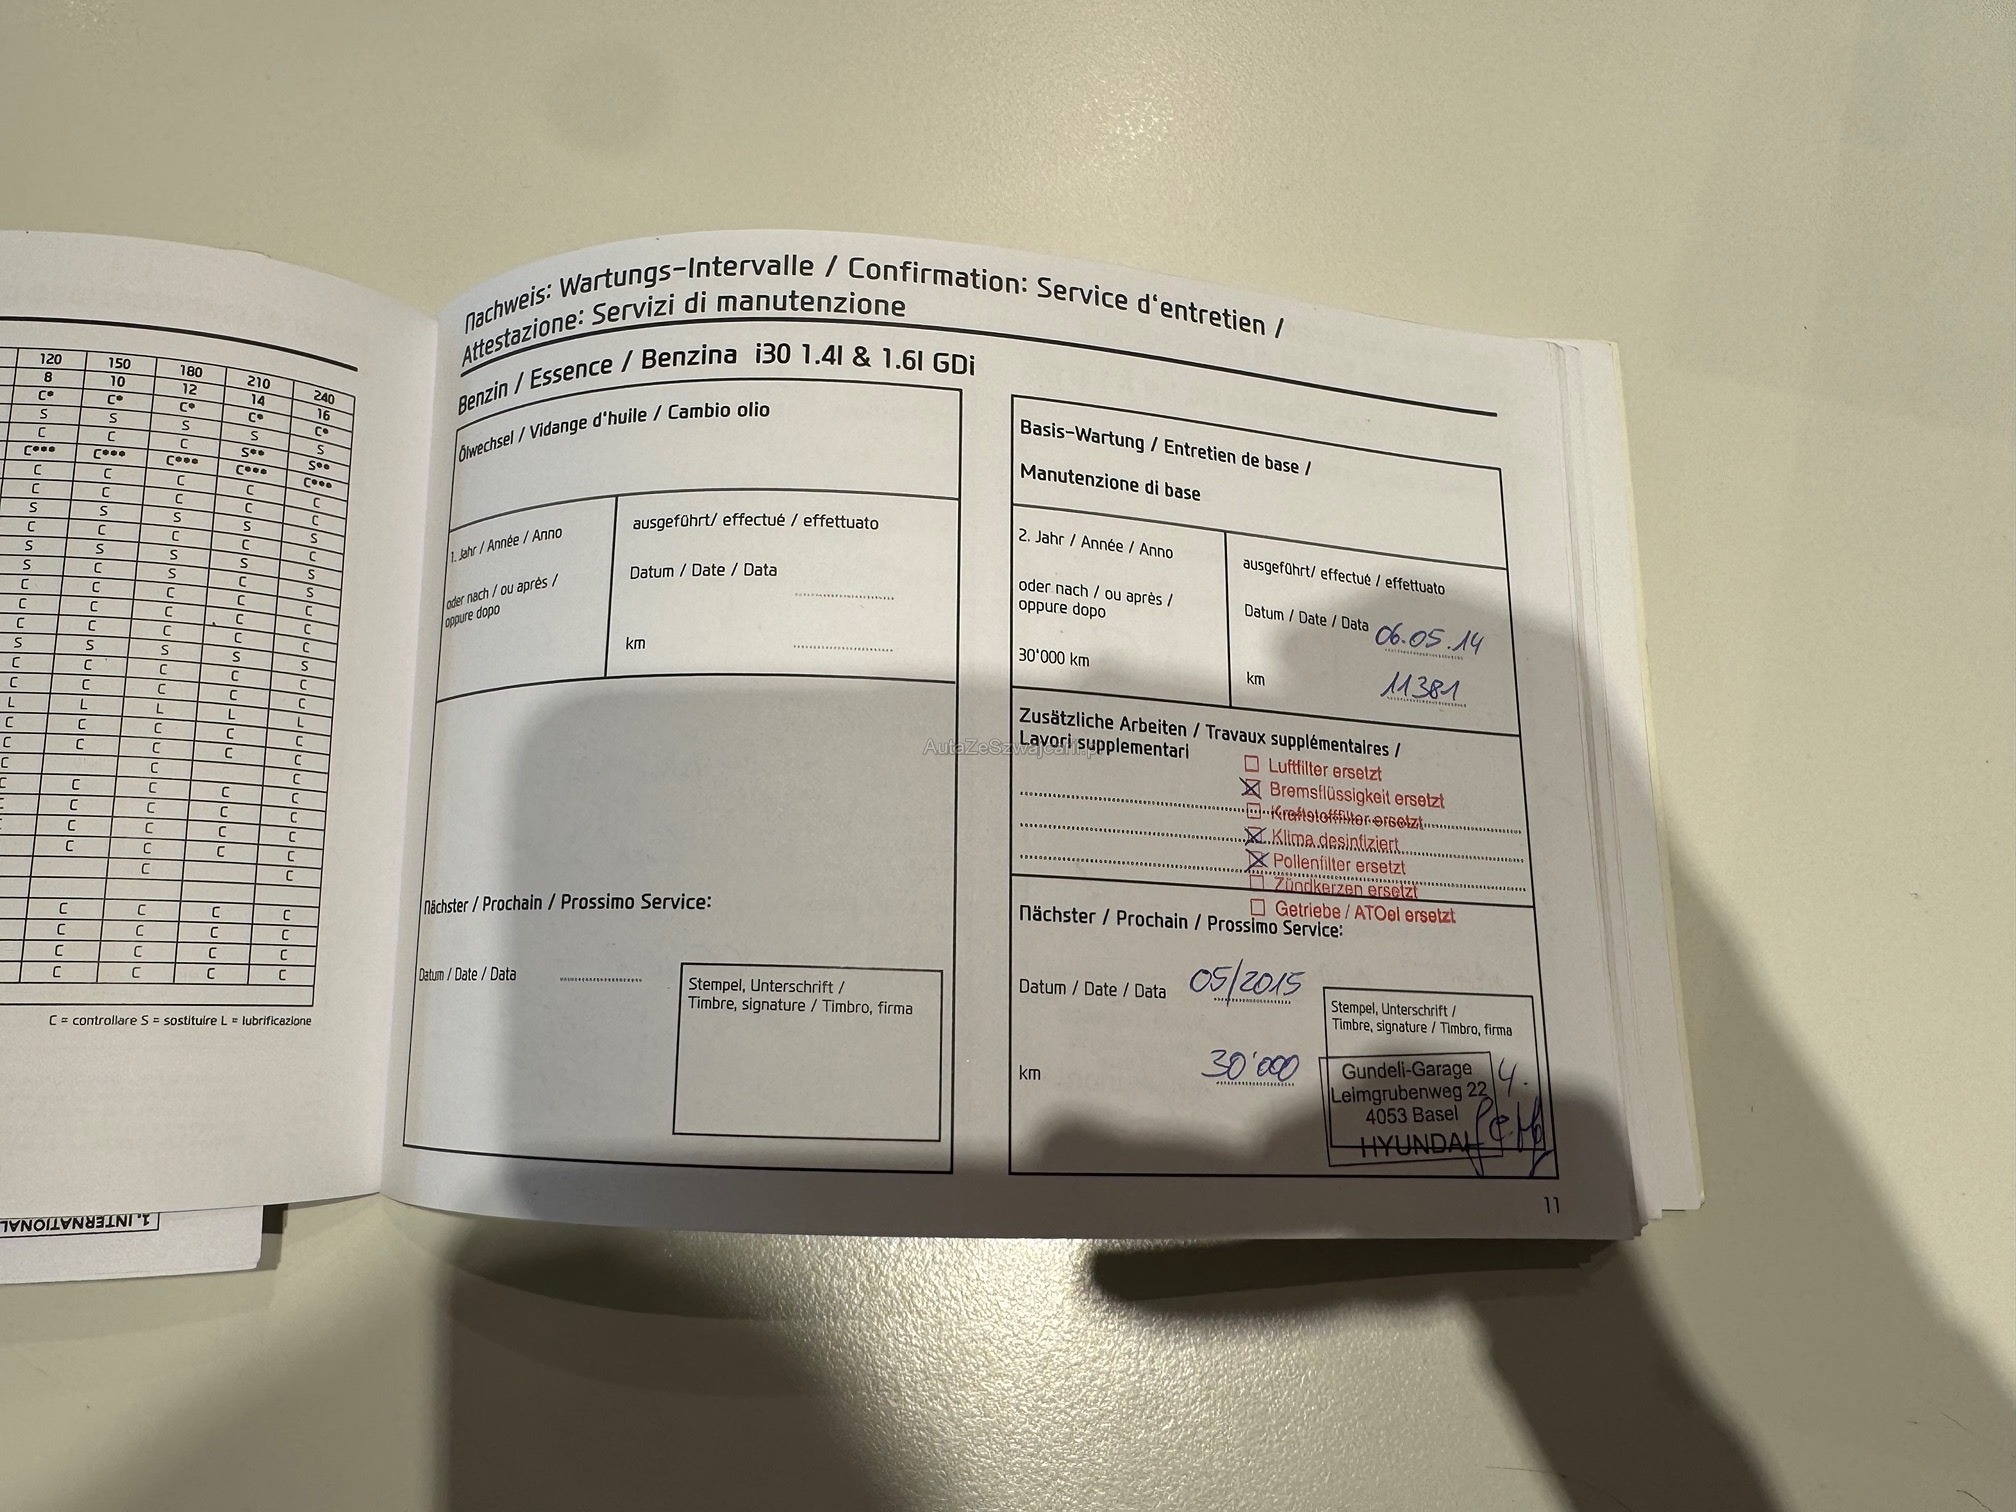 120 150 180 210 240
8 10 12 14 16
C• C• C• C• C•
S S S S S
C C C S•• S••
C••• C••• C••• C••• C•••
C = controllare S = sostituire L = lubrificazione
1. INTERNATIONAL
Nachweis: Wartungs-Intervalle / Confirmation: Service d'entretien /
Attestazione: Servizi di manutenzione
Benzin / Essence / Benzina i30 1.4l & 1.6l GDi
Ölwechsel / Vidange d'huile / Cambio olio
1. Jahr / Année / Anno
oder nach / ou après /
oppure dopo
ausgeführt/ effectué / effettuato
Datum / Date / Data
km
Nächster / Prochain / Prossimo Service:
Datum / Date / Data
Stempel, Unterschrift /
Timbre, signature / Timbro, firma
Basis-Wartung / Entretien de base /
Manutenzione di base
2. Jahr / Année / Anno
oder nach / ou après /
oppure dopo
30'000 km
ausgeführt/ effectué / effettuato
Datum / Date / Data 06.05.14
km 11381
Zusätzliche Arbeiten / Travaux supplémentaires /
Lavori supplementari
Luftfilter ersetzt
Bremsflüssigkeit ersetzt
Kraftstofffilter ersetzt
Klima desinfiziert
Pollenfilter ersetzt
Zündkerzen ersetzt
Getriebe / ATOel ersetzt
Nächster / Prochain / Prossimo Service:
Datum / Date / Data 05/2015
km 30'000
Stempel, Unterschrift /
Timbre, signature / Timbro, firma
Gundeli-Garage
Leimgrubenweg 22
4053 Basel
HYUNDAI
11
AutaZeSzwajcarii.pl